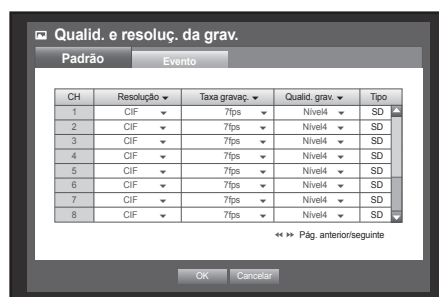 Qualid. e resoluç. da grav.
Padrão Evento
CH Resolução Taxa gravaç. Qualid. grav. Tipo
1 CIF 7fps Nível4 SD
2 CIF 7fps Nível4 SD
3 CIF 7fps Nível4 SD
4 CIF 7fps Nível4 SD
5 CIF 7fps Nível4 SD
6 CIF 7fps Nível4 SD
7 CIF 7fps Nível4 SD
8 CIF 7fps Nível4 SD
Pág. anterior/seguinte
OK Cancelar